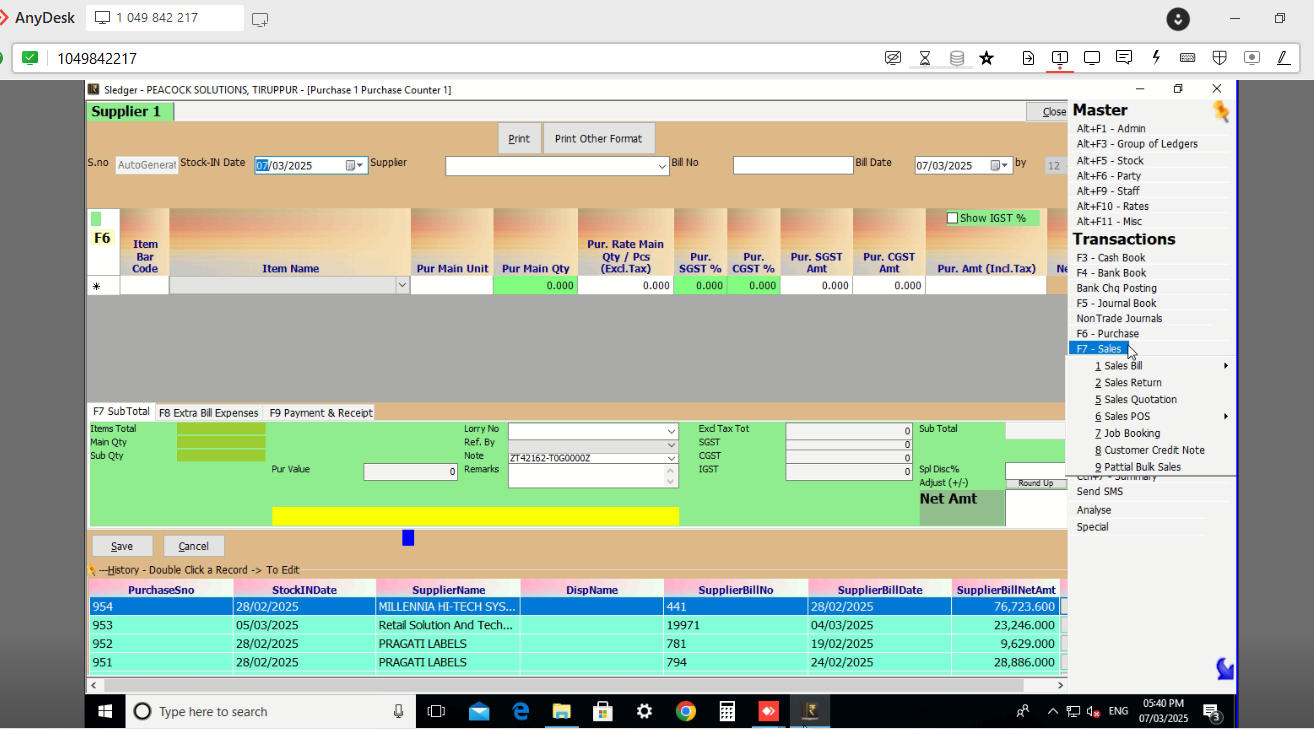 AnyDesk
1 049 842 217
1049842217
Sledger - PEACOCK SOLUTIONS, TIRUPPUR - [Purchase 1 Purchase Counter 1]
Supplier 1
Close
Print
Print Other Format
S.no
AutoGenerat
Stock-IN Date
07/03/2025
Supplier
Bill No
Bill Date
07/03/2025
by
12
F6
Item Bar Code
Item Name
Pur Main Unit
Pur Main Qty
Pur. Rate Main Qty / Pcs (Excl.Tax)
Pur. SGST %
Pur. CGST %
Pur. SGST Amt
Pur. CGST Amt
Show IGST %
Pur. Amt (Incl.Tax)
Ne
*
0.000
0.000
0.000
0.000
0.000
0.000
F7 SubTotal
F8 Extra Bill Expenses
F9 Payment & Receipt
Items Total
Main Qty
Sub Qty
Pur Value
0
Lorry No
Ref. By
Note
ZT42162-T0G0000Z
Remarks
Excl Tax Tot
0
SGST
0
CGST
0
IGST
0
Sub Total
Spl Disc%
Adjust (+/-)
Round Up
Net Amt
Save
Cancel
---History - Double Click a Record -> To Edit
PurchaseSno StockINDate SupplierName DispName SupplierBillNo SupplierBillDate SupplierBillNetAmt
954 28/02/2025 MILLENNIA HI-TECH SYS... 441 28/02/2025 76,723.600
953 05/03/2025 Retail Solution And Tech... 19971 04/03/2025 23,246.000
952 28/02/2025 PRAGATI LABELS 781 19/02/2025 9,629.000
951 28/02/2025 PRAGATI LABELS 794 24/02/2025 28,886.000
Master
Alt+F1 - Admin
Alt+F3 - Group of Ledgers
Alt+F5 - Stock
Alt+F6 - Party
Alt+F9 - Staff
Alt+F10 - Rates
Alt+F11 - Misc
Transactions
F3 - Cash Book
F4 - Bank Book
Bank Chq Posting
F5 - Journal Book
NonTrade Journals
F6 - Purchase
F7 - Sales
1 Sales Bill
2 Sales Return
5 Sales Quotation
6 Sales POS
7 Job Booking
8 Customer Credit Note
9 Pattial Bulk Sales
Ctrl+7 - Summary
Send SMS
Analyse
Special
Type here to search
ENG
05:40 PM
07/03/2025
3